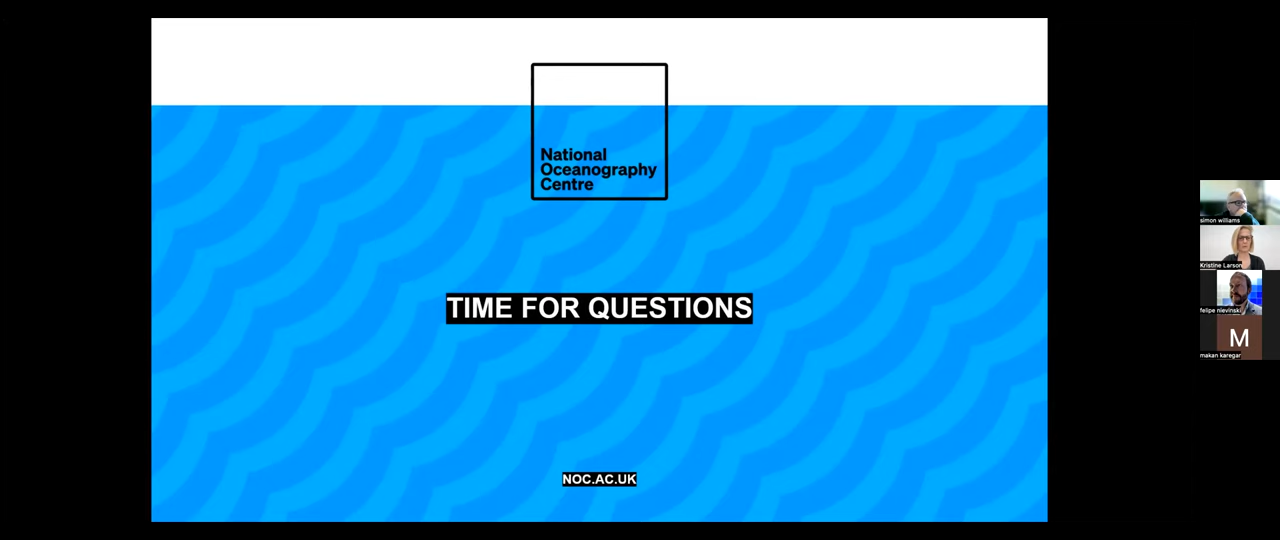 National
Oceanography
Centre
TIME FOR QUESTIONS
NOC.AC.UK
simon williams
Kristine Larson
felipe nievinski
M
makan karegar